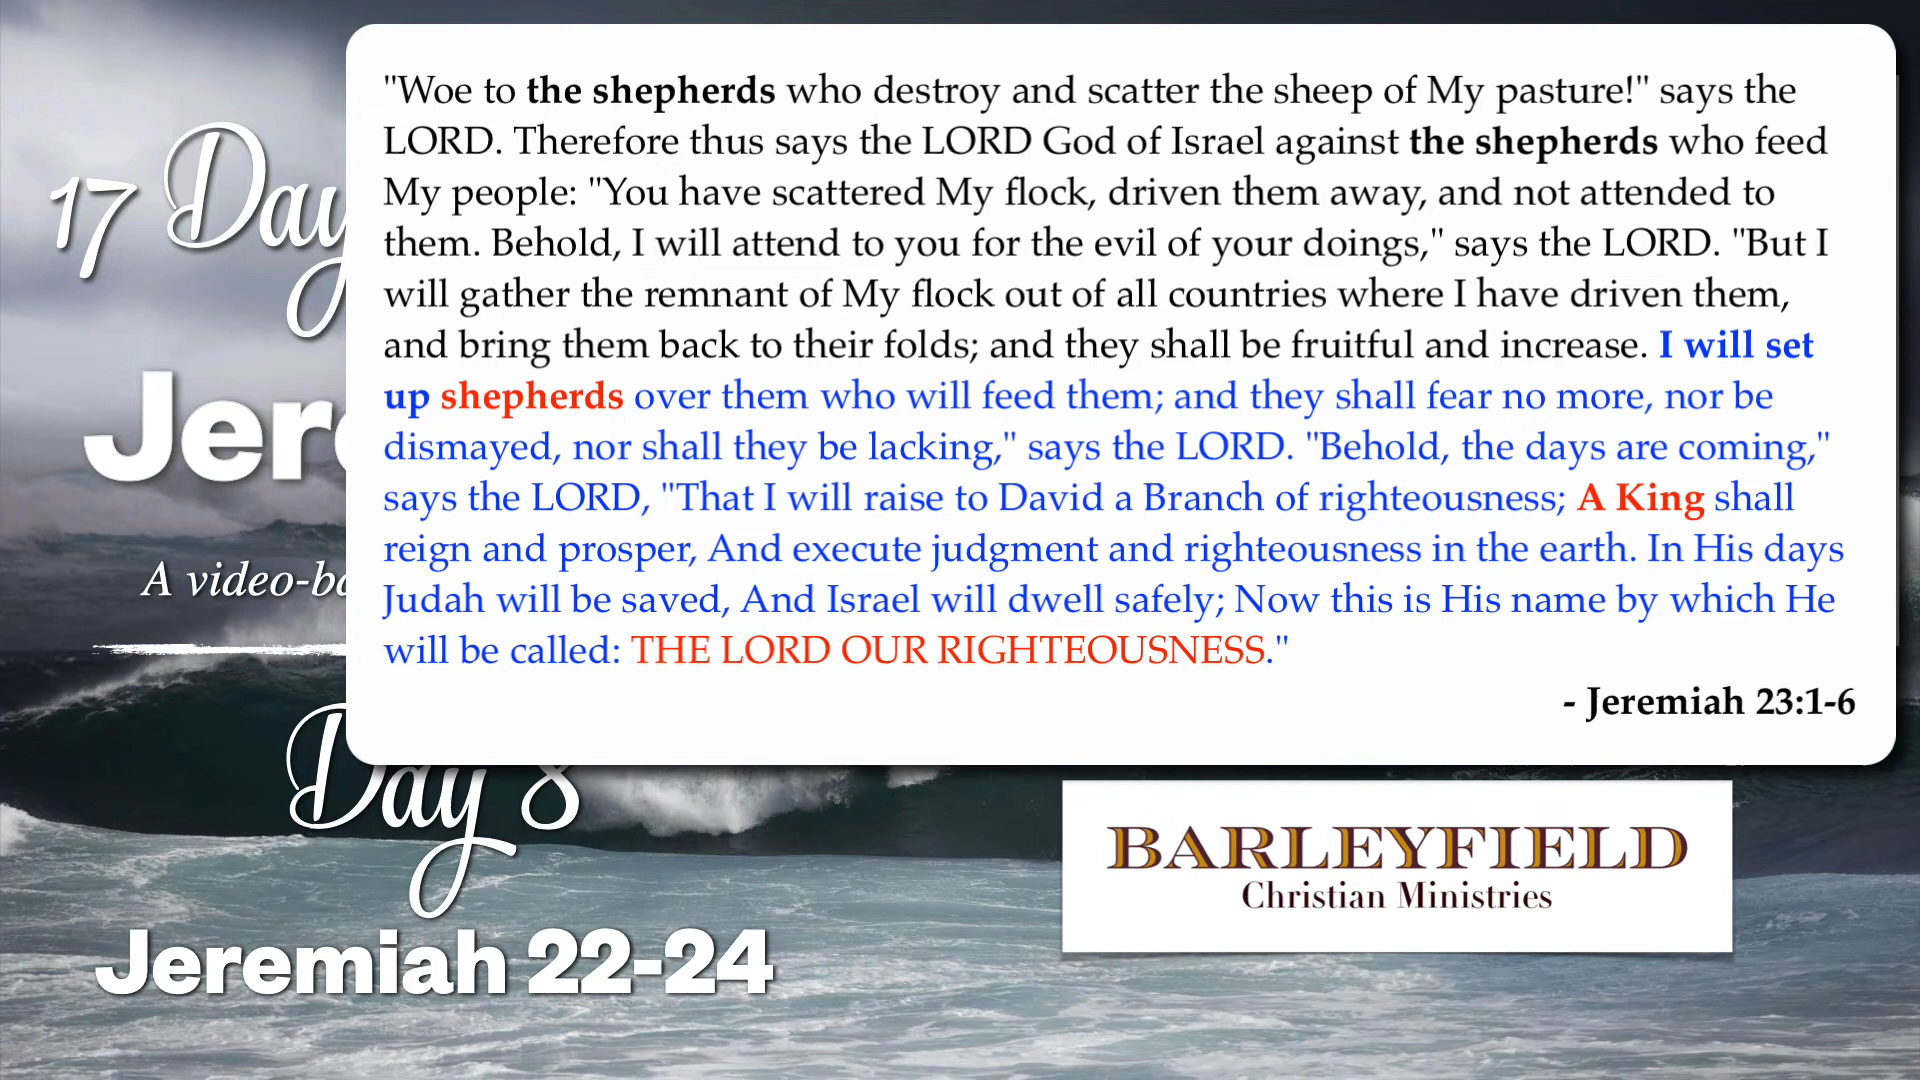 "Woe to the shepherds who destroy and scatter the sheep of My pasture!" says the
LORD. Therefore thus says the LORD God of Israel against the shepherds who feed
My people: "You have scattered My flock, driven them away, and not attended to
them. Behold, I will attend to you for the evil of your doings," says the LORD. "But I
will gather the remnant of My flock out of all countries where I have driven them,
and bring them back to their folds; and they shall be fruitful and increase. I will set
up shepherds over them who will feed them; and they shall fear no more, nor be
dismayed, nor shall they be lacking," says the LORD. "Behold, the days are coming,"
says the LORD, "That I will raise to David a Branch of righteousness; A King shall
reign and prosper, And execute judgment and righteousness in the earth. In His days
Judah will be saved, And Israel will dwell safely; Now this is His name by which He
will be called: THE LORD OUR RIGHTEOUSNESS."
- Jeremiah 23:1-6
17 Day
Jer
A video-ba
Day 8
Jeremiah 22-24
BARLEYFIELD
Christian Ministries